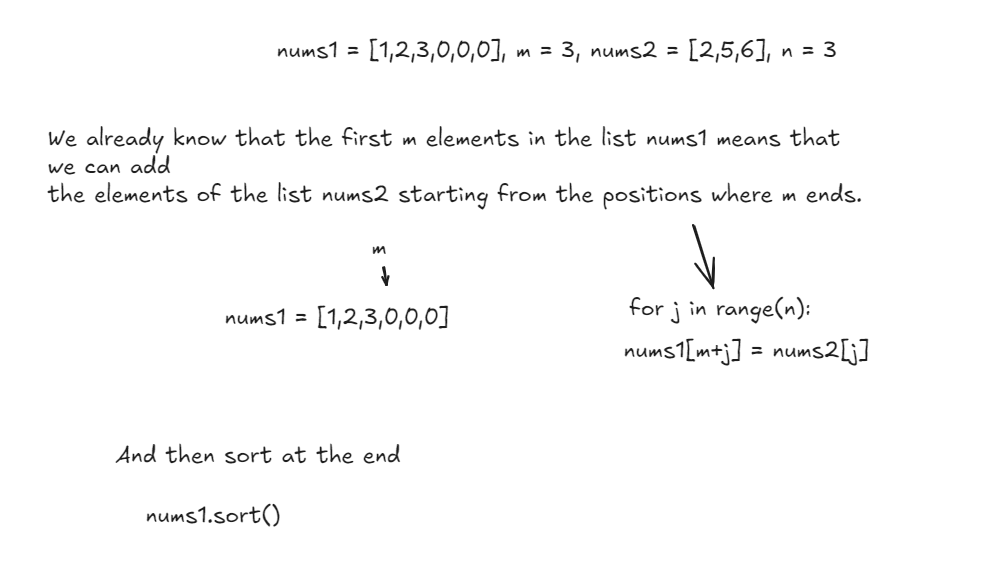 nums1 = [1,2,3,0,0,0], m = 3, nums2 = [2,5,6], n = 3
We already know that the first m elements in the list nums1 means that
we can add
the elements of the list nums2 starting from the positions where m ends.
m
nums1 = [1,2,3,0,0,0]
for j in range(n):
nums1[m+j] = nums2[j]
And then sort at the end
nums1.sort()